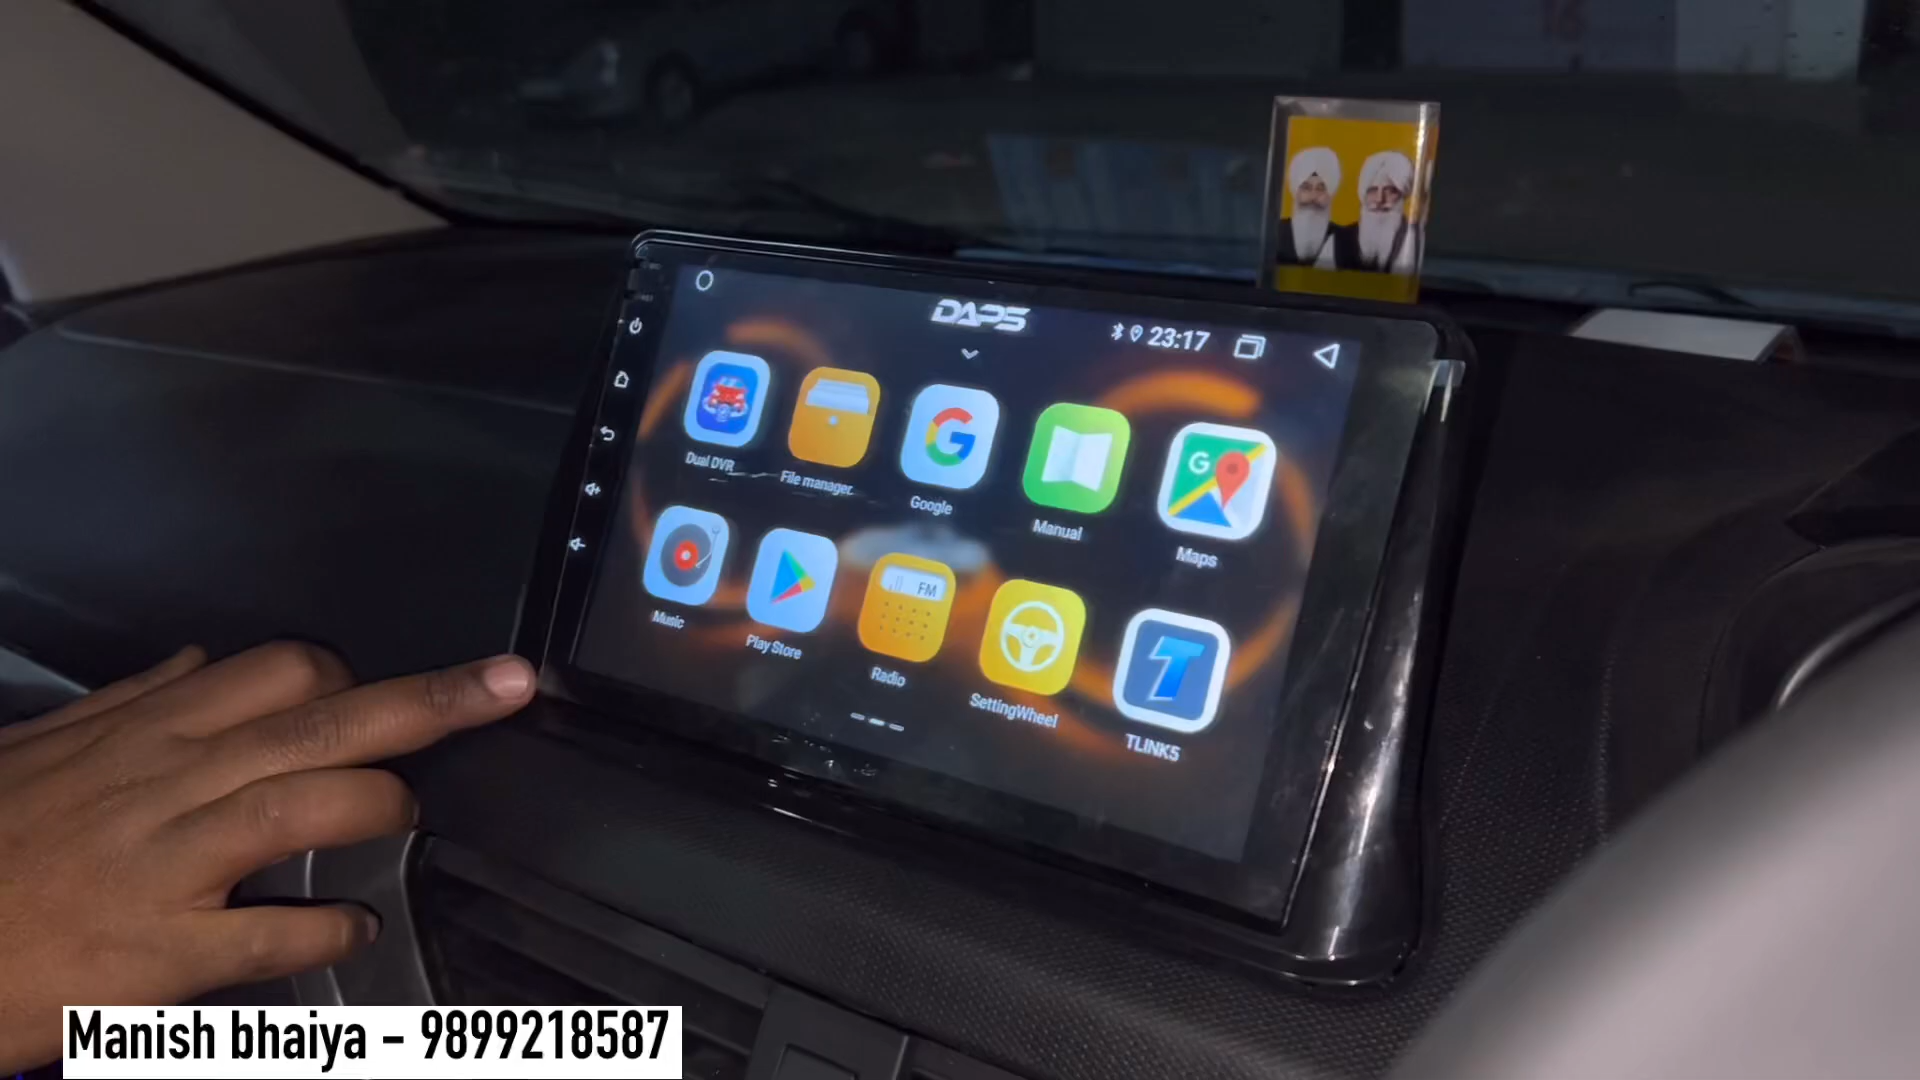 DAPS
23:17
Dual DVR
File manager
Google
Manual
G
Maps
Music
Play Store
FM
Radio
SettingWheel
TLINK5
Manish bhaiya - 9899218587